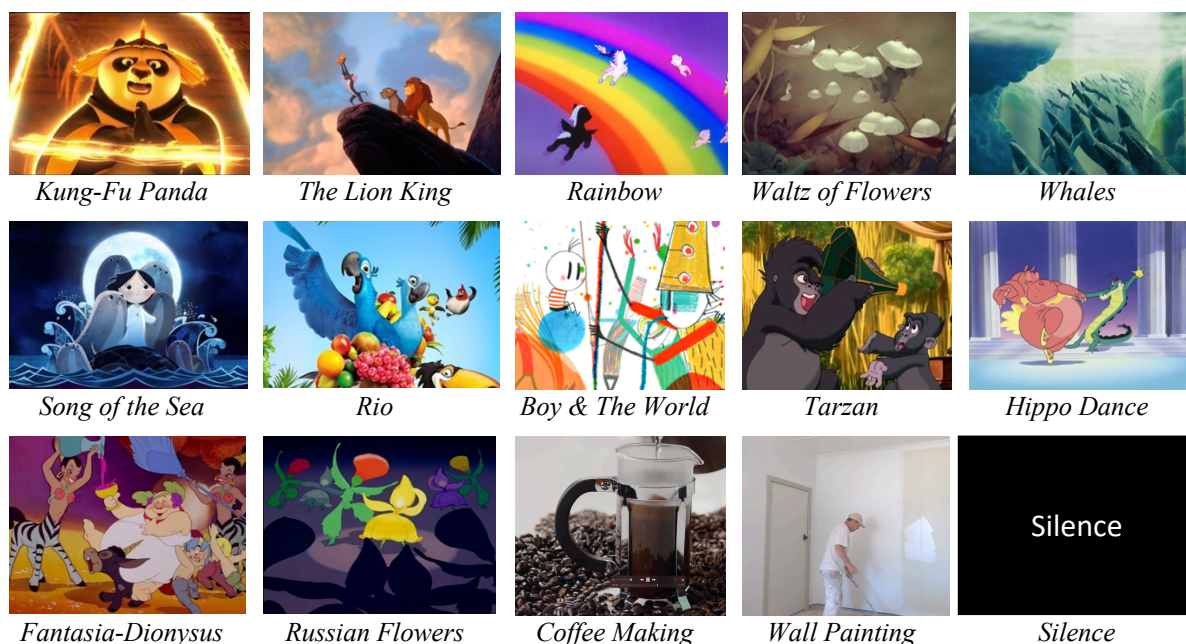 Kung-Fu Panda
The Lion King
Rainbow
Waltz of Flowers
Whales
Song of the Sea
Rio
Boy & The World
Tarzan
Hippo Dance
Silence
Fantasia-Dionysus
Russian Flowers
Coffee Making
Wall Painting
Silence